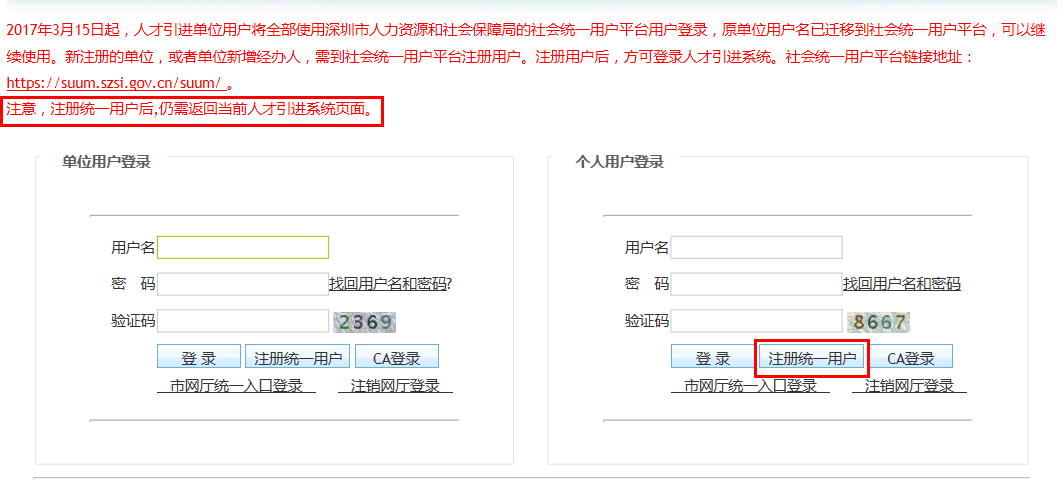 2017年3月15日起，人才引进单位用户将全部使用深圳市人力资源和社会保障局的社会统一用户平台用户登录，原单位用户名已迁移到社会统一用户平台，可以继
续使用。新注册的单位，或者单位新增经办人，需到社会统一用户平台注册用户。注册用户后，方可登录人才引进系统。社会统一用户平台链接地址：
https://suum.szsi.gov.cn/suum/ 。
注意，注册统一用户后,仍需返回当前人才引进系统页面。
单位用户登录
用户名
密 码 找回用户名和密码?
验证码 2369
登 录 注册统一用户 CA登录
市网厅统一入口登录 注销网厅登录
个人用户登录
用户名
密 码 找回用户名和密码
验证码 8667
登 录 注册统一用户 CA登录
市网厅统一入口登录 注销网厅登录